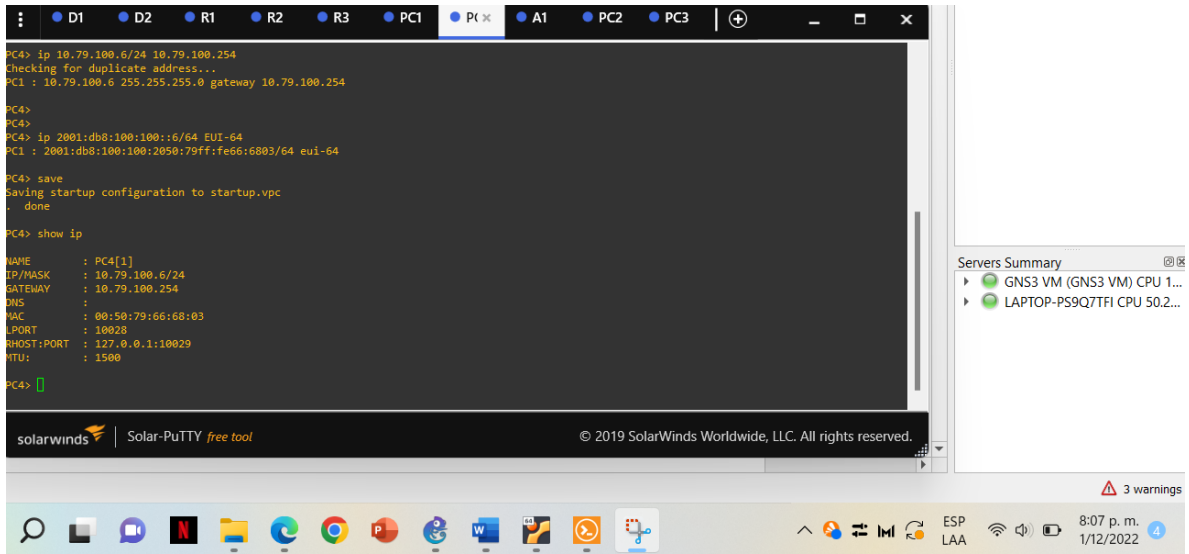 D1 D2 R1 R2 R3 PC1 P( A1 PC2 PC3
PC4> ip 10.79.100.6/24 10.79.100.254
Checking for duplicate address...
PC1 : 10.79.100.6 255.255.255.0 gateway 10.79.100.254
PC4>
PC4>
PC4> ip 2001:db8:100:100::6/64 EUI-64
PC1 : 2001:db8:100:100:2050:79ff:fe66:6803/64 eui-64
PC4> save
Saving startup configuration to startup.vpc
. done
PC4> show ip
NAME : PC4[1]
IP/MASK : 10.79.100.6/24
GATEWAY : 10.79.100.254
DNS :
MAC : 00:50:79:66:68:03
LPORT : 10028
RHOST:PORT : 127.0.0.1:10029
MTU: : 1500
PC4>
solarwinds Solar-PuTTY free tool © 2019 SolarWinds Worldwide, LLC. All rights reserved.
Servers Summary
GNS3 VM (GNS3 VM) CPU 1...
LAPTOP-PS9Q7TFI CPU 50.2...
3 warnings
N P W 64
ESP
LAA
8:07 p. m.
1/12/2022
4